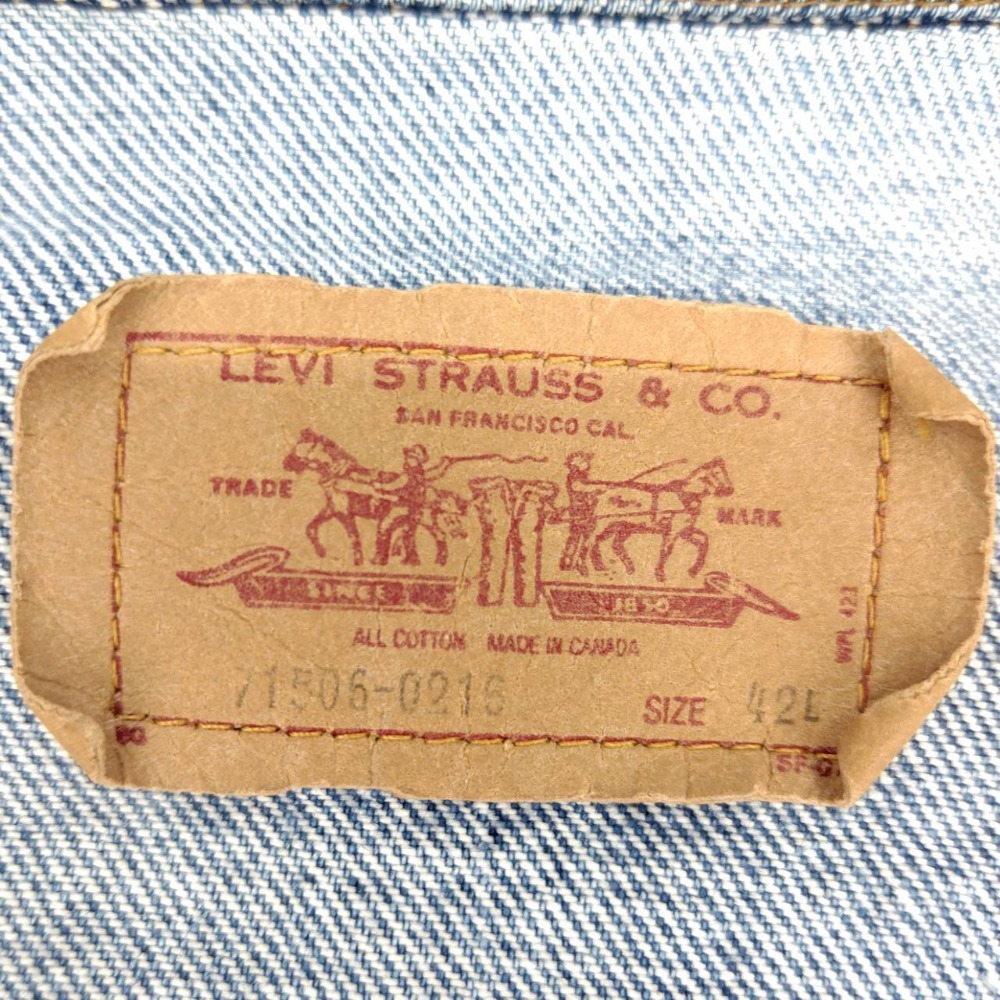 LEVI STRAUSS & CO.
SAN FRANCISCO CAL.
TRADE MARK
SINCE 1850
ALL COTTON MADE IN CANADA
WPL 423
71506-0216
SIZE 42L